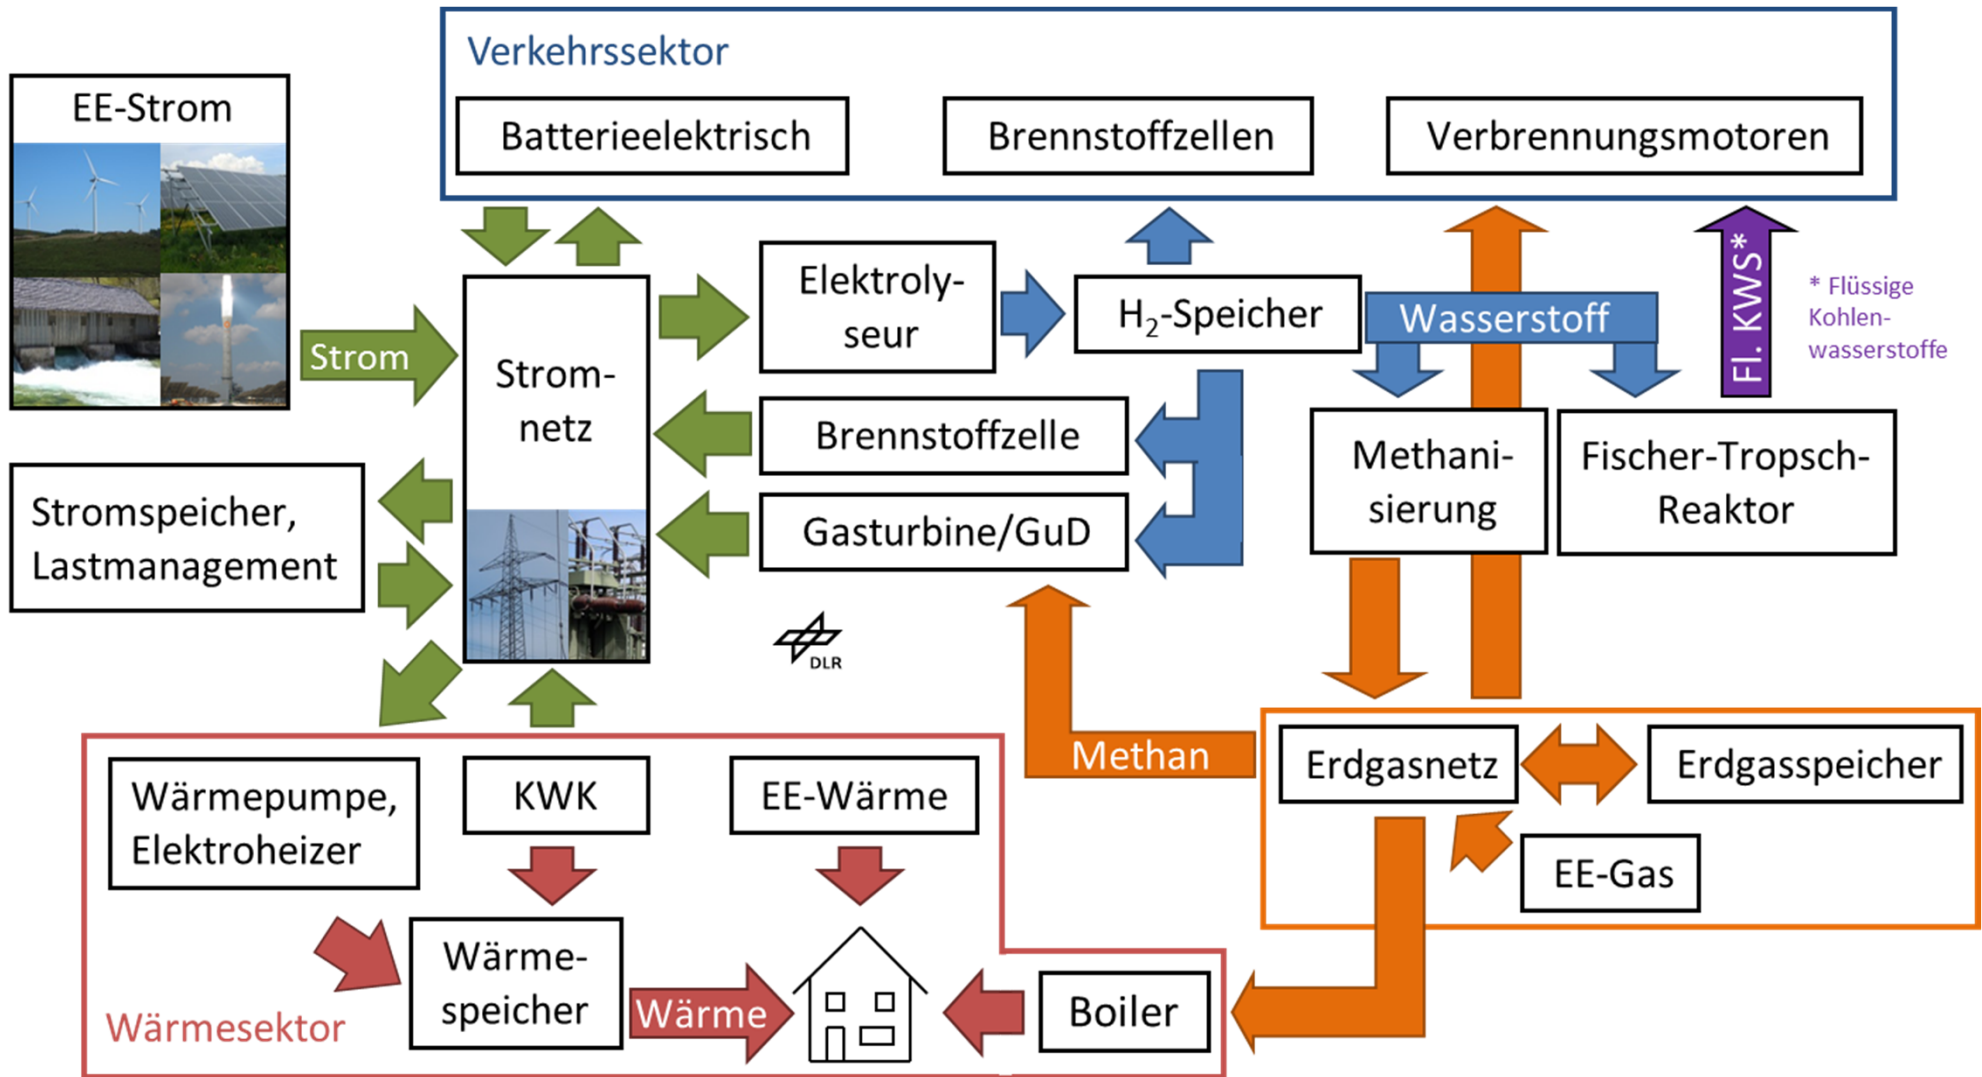 Verkehrssektor
EE-Strom
Batterieelektrisch
Brennstoffzellen
Verbrennungsmotoren
Strom
Strom-
netz
Elektroly-
seur
H2-Speicher
Wasserstoff
Fl. KWS*
* Flüssige
Kohlen-
wasserstoffe
Brennstoffzelle
Gasturbine/GuD
Methani-
sierung
Fischer-Tropsch-
Reaktor
Stromspeicher,
Lastmanagement
DLR
Methan
Erdgasnetz
Erdgasspeicher
EE-Gas
Wärmepumpe,
Elektroheizer
KWK
EE-Wärme
Wärme-
speicher
Wärme
Boiler
Wärmesektor